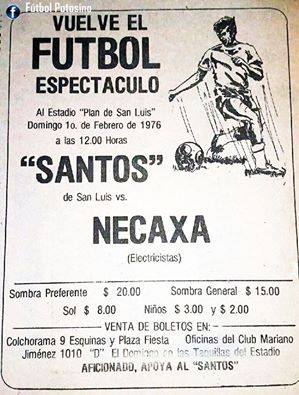 Fútbol Potosino
VUELVE EL
FUTBOL
ESPECTACULO
Al Estadio "Plan de San Luis"
Domingo 1o. de Febrero de 1976
a las 12.00 Horas
"SANTOS"
de San Luis vs.
NECAXA
(Electricistas)
Sombra Preferente $ 20.00 Sombra General $ 15.00
Sol $ 8.00 Niños $ 3.00 y $ 2.00
VENTA DE BOLETOS EN:
Colchorama 9 Esquinas y Plaza Fiesta Oficinas del Club Mariano
Jiménez 1010 "D" El Domingo en las Taquillas del Estadio
AFICIONADO, APOYA AL "SANTOS"